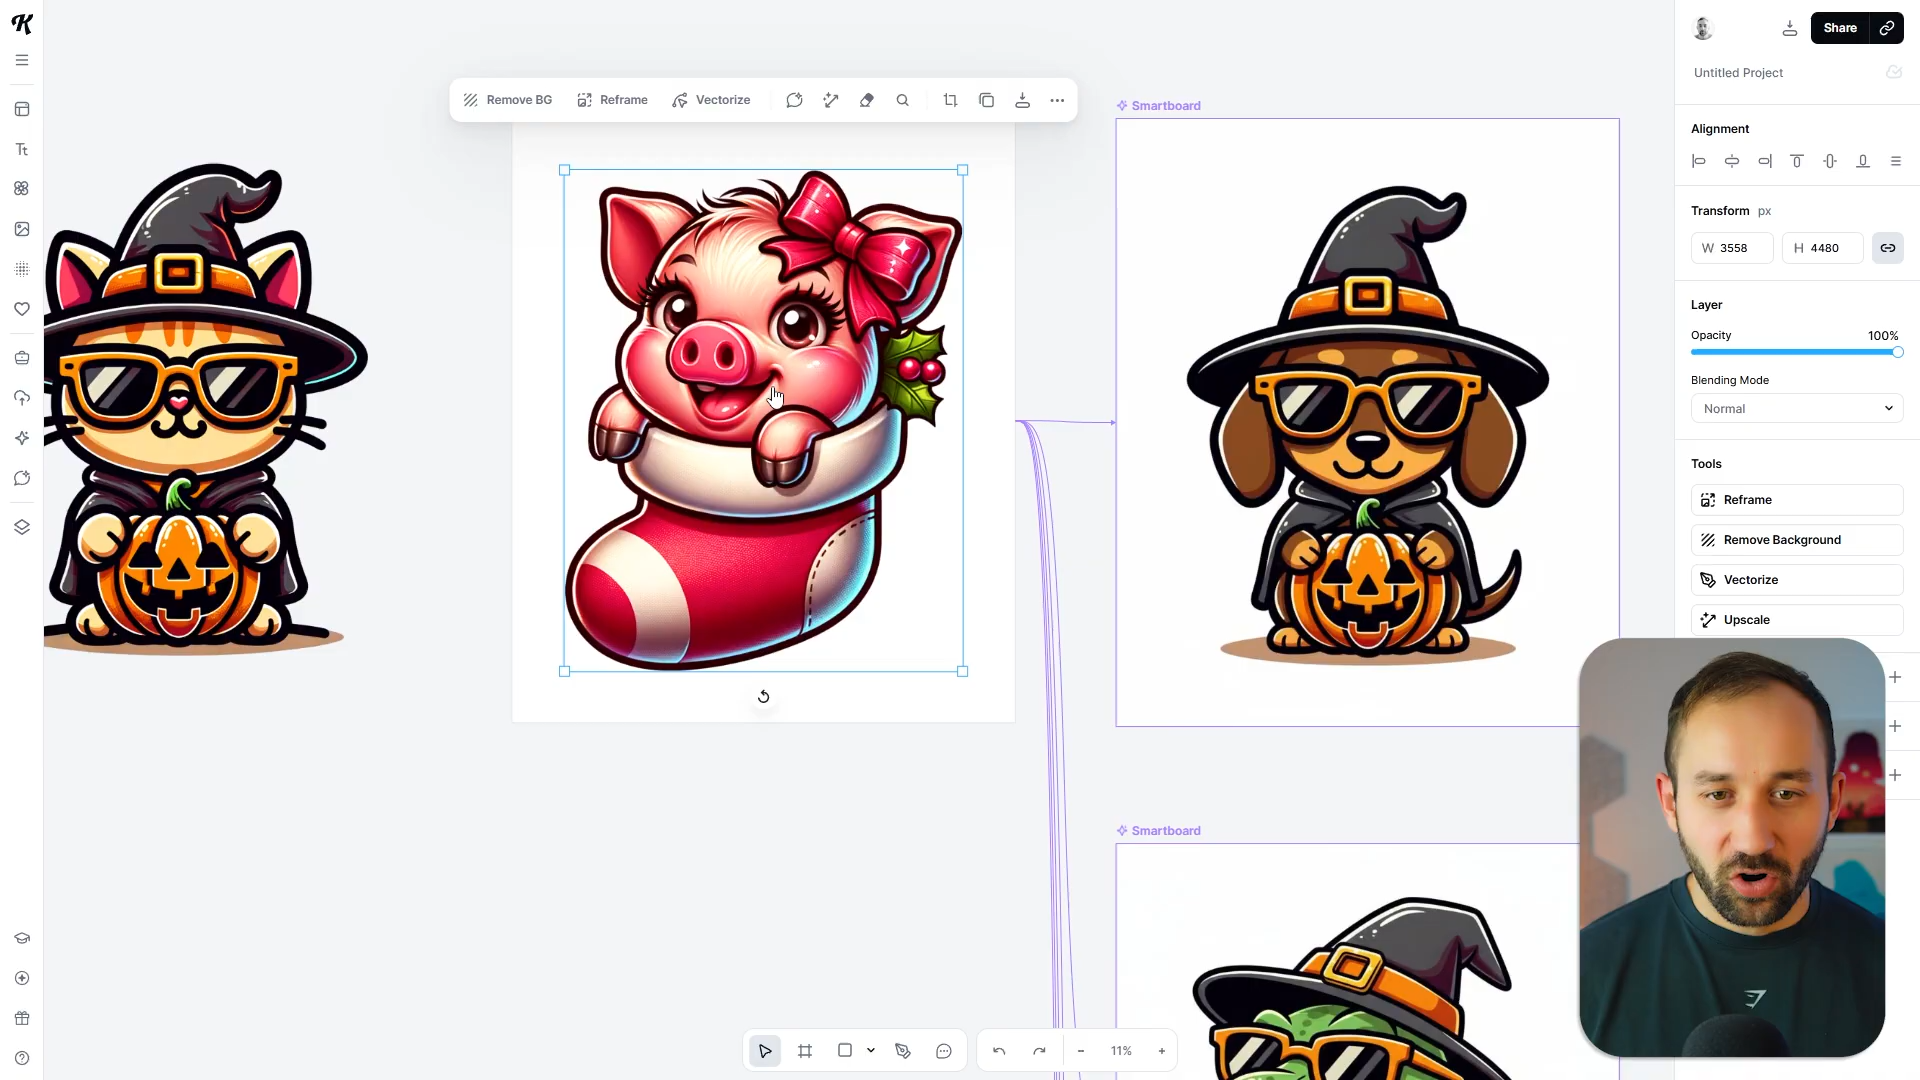 Share
Untitled Project
Remove BG
Reframe
Vectorize
Smartboard
Alignment
Transform px
W 3558
H 4480
Layer
Opacity 100%
Blending Mode
Normal
Tools
Reframe
Remove Background
Vectorize
Upscale
Smartboard
Tt
- 11% +